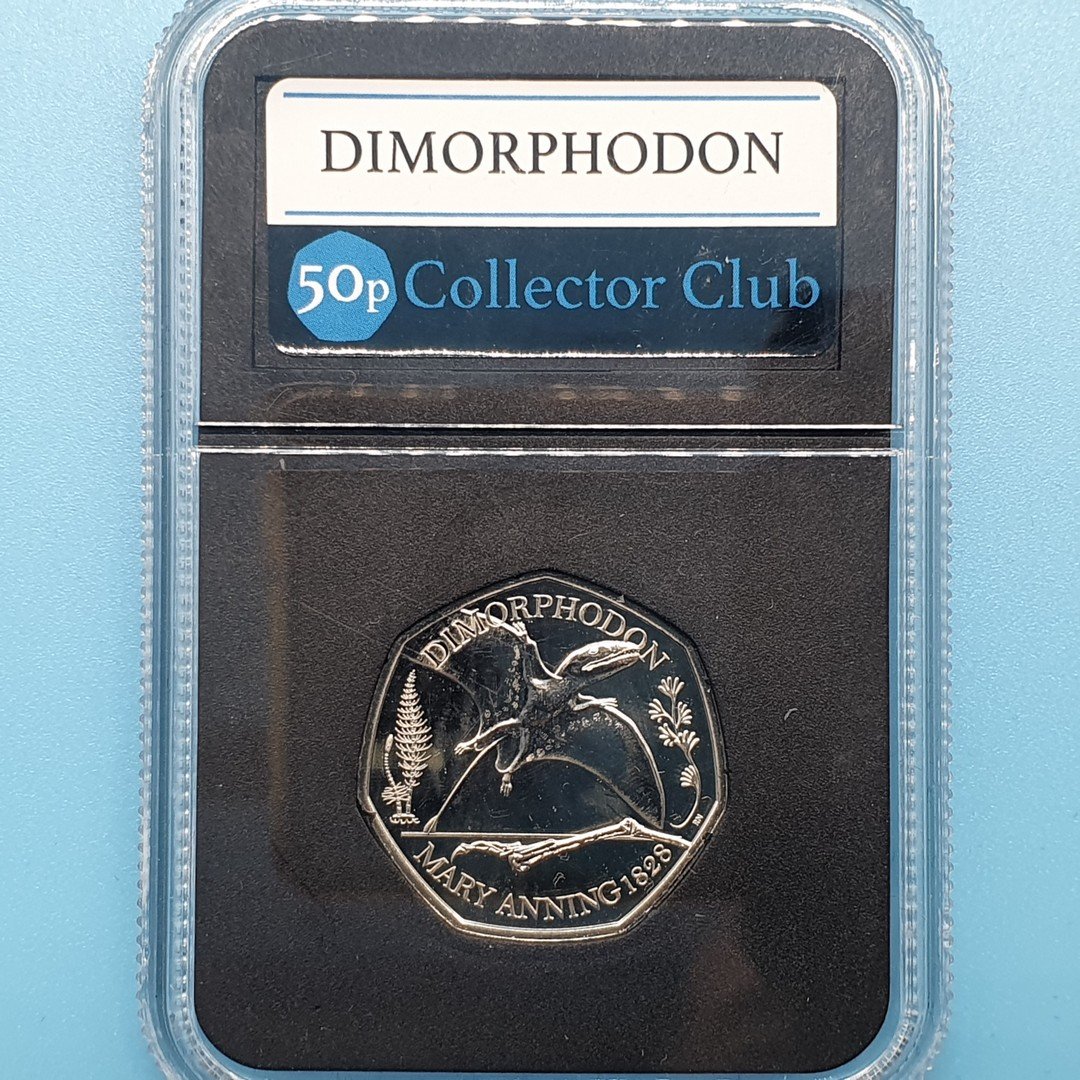 DIMORPHODON
50p Collector Club
DIMORPHODON
MARY ANNING 1828